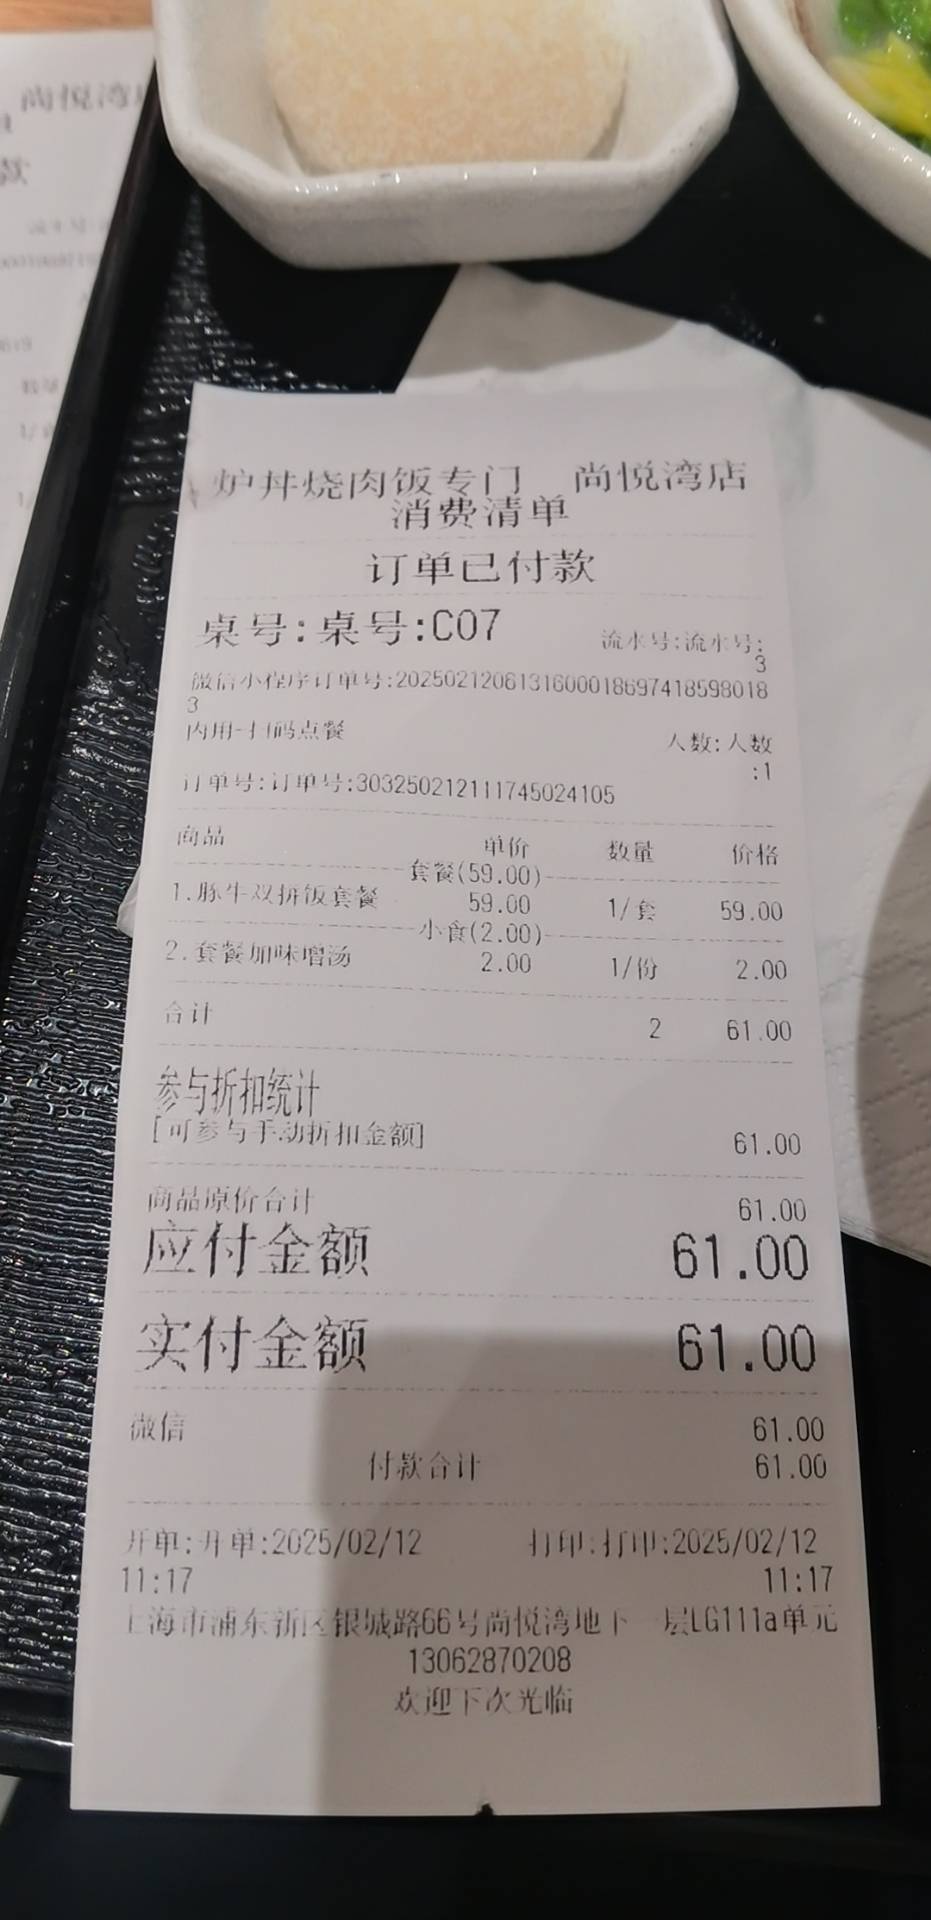 尚悦湾
款
炉丼烧肉饭专门 尚悦湾店
消费清单
订单已付款
桌号:桌号:C07
流水号:流水号:
3
微信小程序订单号:2025021206131600018697418598018
3
内用-扫码点餐
人数:人数
:1
订单号:订单号:303250212111745024105
商品 单价 数量 价格
套餐(59.00)
1.豚牛双拼饭套餐 59.00 1/套 59.00
小食(2.00)
2.套餐加味增汤 2.00 1/份 2.00
合计 2 61.00
参与折扣统计
[可参与手动折扣金额] 61.00
商品原价合计 61.00
应付金额 61.00
实付金额 61.00
微信 61.00
付款合计 61.00
开单:开单:2025/02/12 打印:打印:2025/02/12
11:17 11:17
上海市浦东新区银城路66号尚悦湾地下一层LG111a单元
13062870208
欢迎下次光临